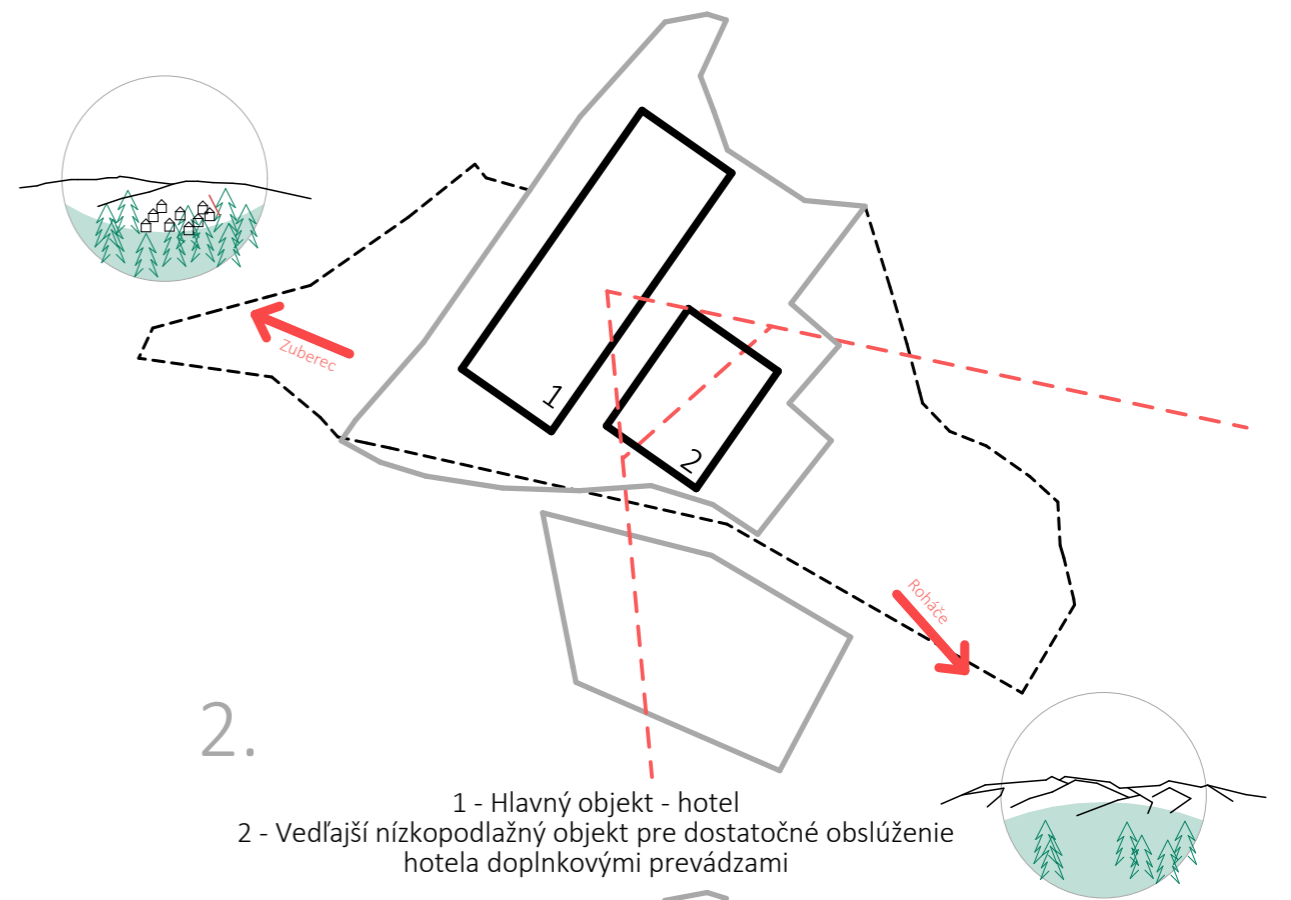 Zuberec
1
2
Roháče
2.
1 - Hlavný objekt - hotel
2 - Vedľajší nízkopodlažný objekt pre dostatočné obslúženie
hotela doplnkovými prevádzami